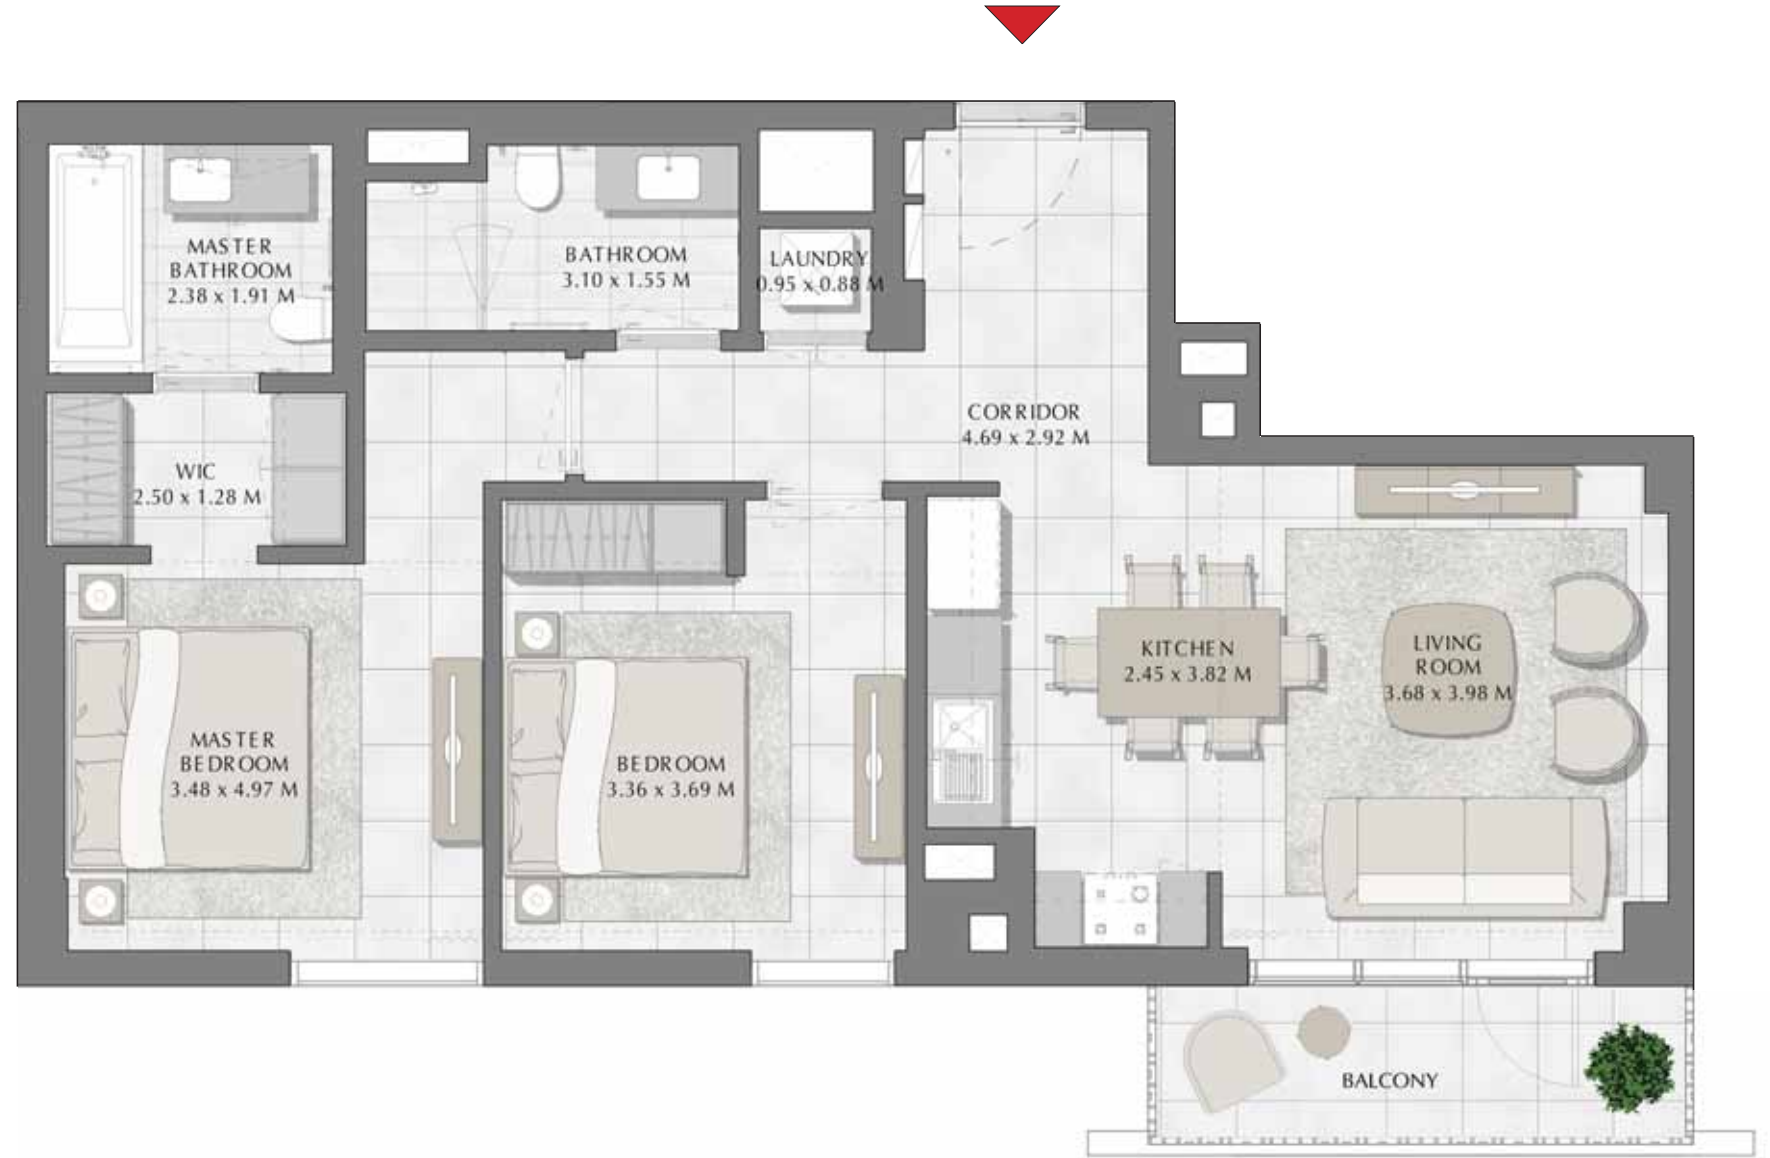 MASTER
BATHROOM
2.38 x 1.91 M
BATHROOM
3.10 x 1.55 M
LAUNDRY
0.95 x 0.88 M
CORRIDOR
4.69 x 2.92 M
WIC
2.50 x 1.28 M
KITCHEN
2.45 x 3.82 M
LIVING
ROOM
3.68 x 3.98 M
MASTER
BEDROOM
3.48 x 4.97 M
BEDROOM
3.36 x 3.69 M
BALCONY